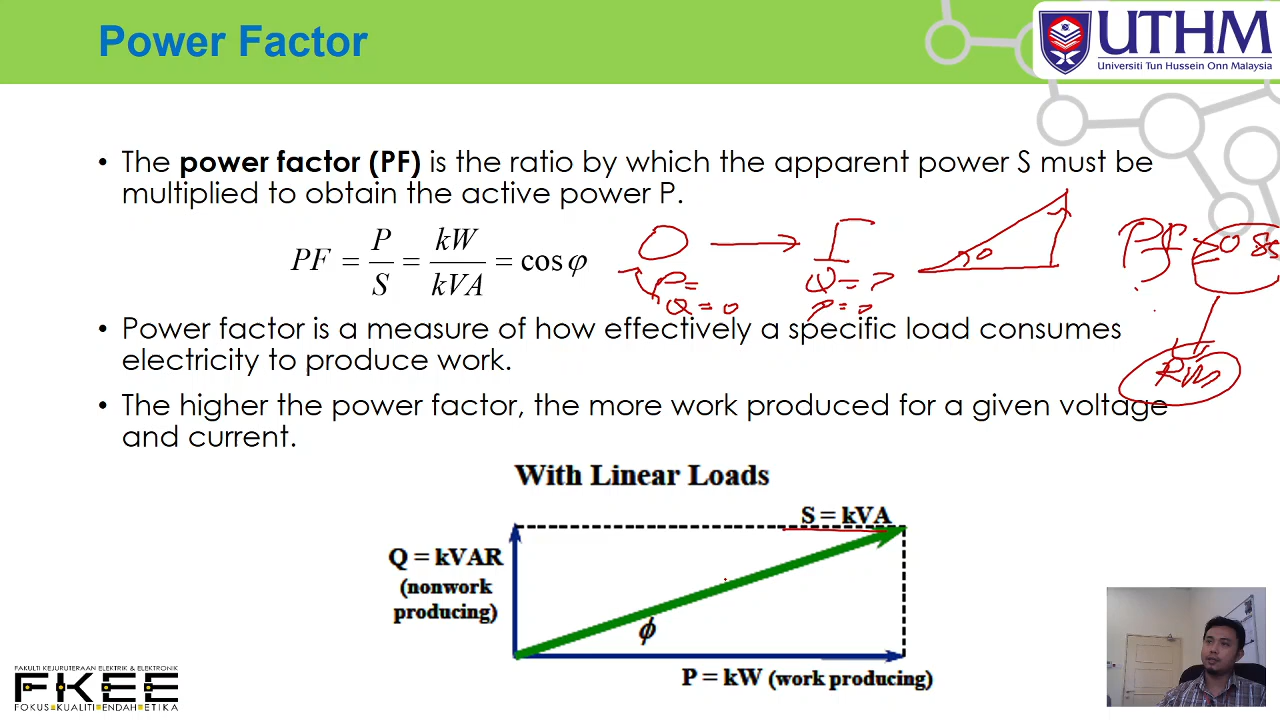 Power Factor
UTHM
Universiti Tun Hussein Onn Malaysia
• The power factor (PF) is the ratio by which the apparent power S must be
multiplied to obtain the active power P.
PF = P/S = kW/kVA = cos φ
P =
Q = 0
Q = ?
P = 0
PF
• Power factor is a measure of how effectively a specific load consumes
electricity to produce work.
• The higher the power factor, the more work produced for a given voltage
and current.
With Linear Loads
S = kVA
Q = kVAR
(nonwork
producing)
ϕ
P = kW (work producing)
FAKULTI KEJURUTERAAN ELEKTRIK & ELEKTRONIK
FKEE
FOKUS KUALITI ENDAH ETIKA